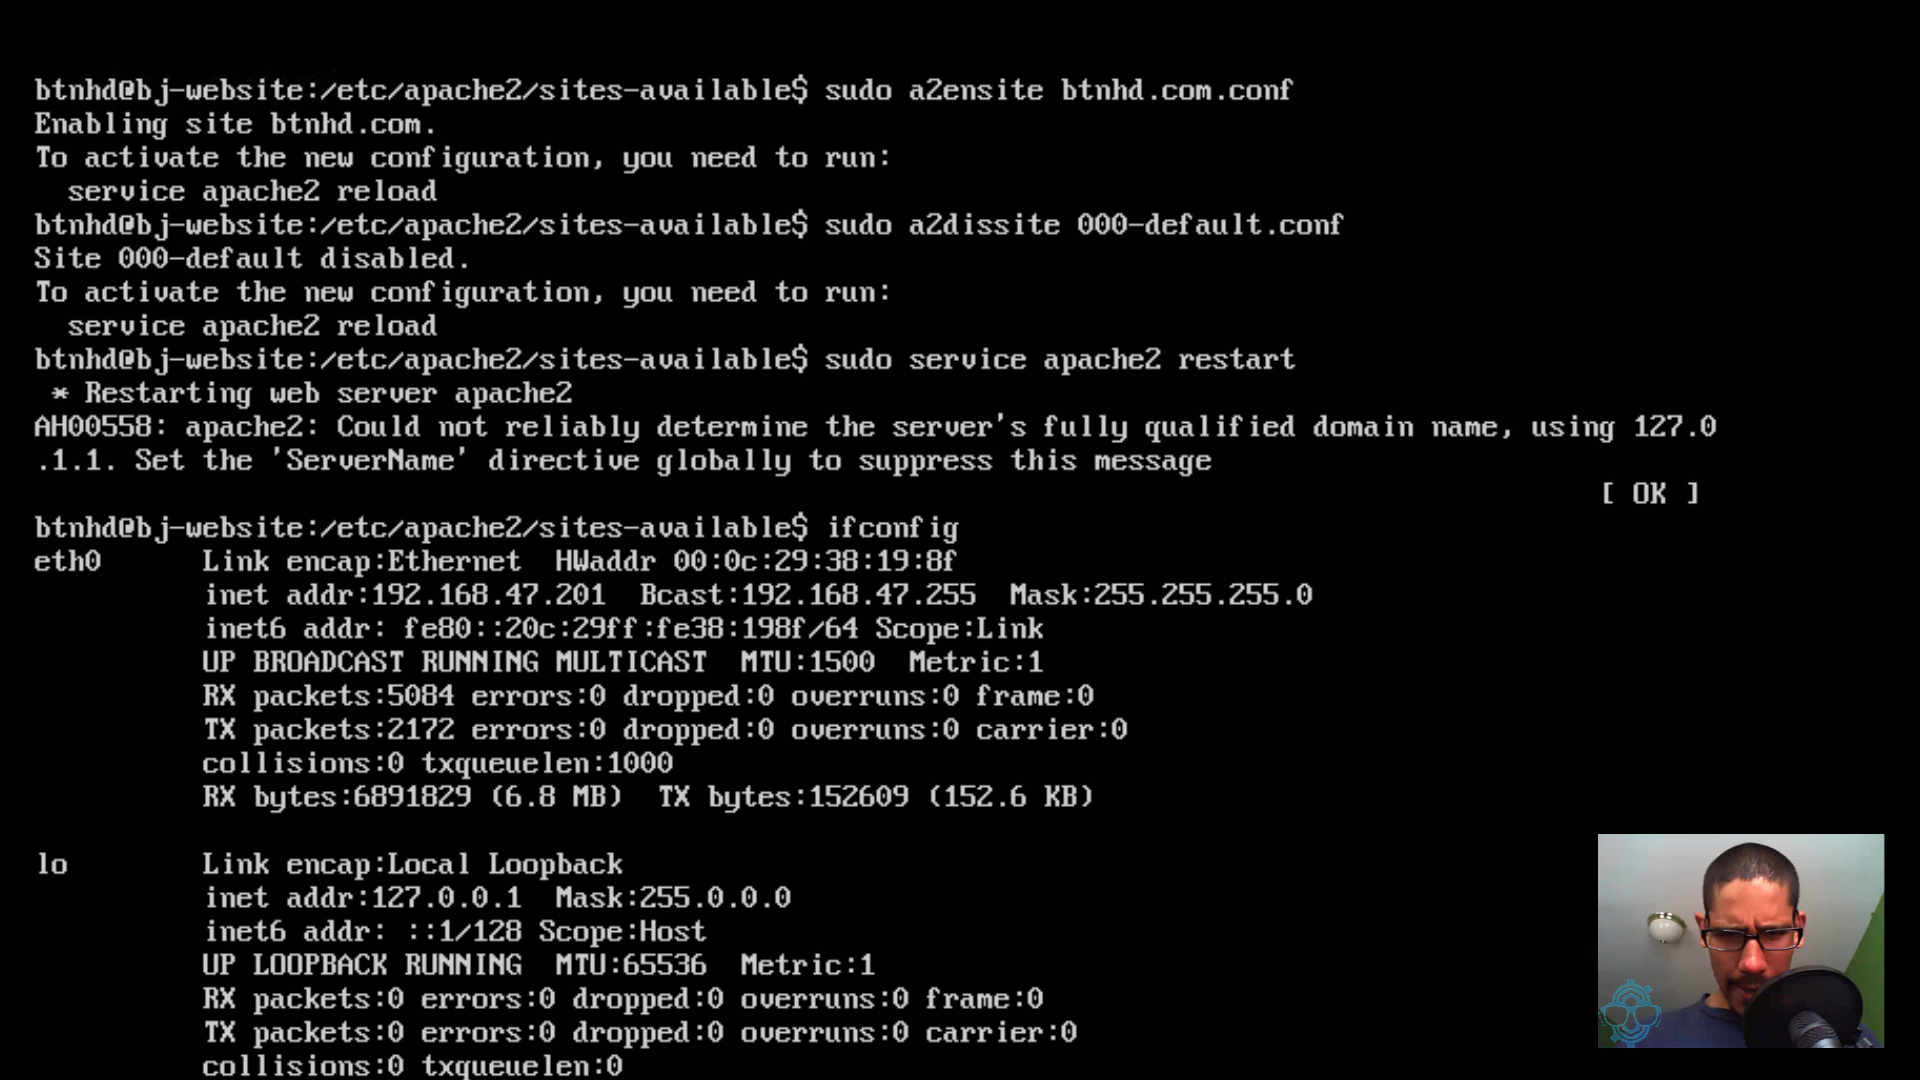 btnhd@bj-website:/etc/apache2/sites-available$ sudo a2ensite btnhd.com.conf
Enabling site btnhd.com.
To activate the new configuration, you need to run:
  service apache2 reload
btnhd@bj-website:/etc/apache2/sites-available$ sudo a2dissite 000-default.conf
Site 000-default disabled.
To activate the new configuration, you need to run:
  service apache2 reload
btnhd@bj-website:/etc/apache2/sites-available$ sudo service apache2 restart
 * Restarting web server apache2
AH00558: apache2: Could not reliably determine the server's fully qualified domain name, using 127.0
.1.1. Set the 'ServerName' directive globally to suppress this message
[ OK ]
btnhd@bj-website:/etc/apache2/sites-available$ ifconfig
eth0      Link encap:Ethernet  HWaddr 00:0c:29:38:19:8f
          inet addr:192.168.47.201  Bcast:192.168.47.255  Mask:255.255.255.0
          inet6 addr: fe80::20c:29ff:fe38:198f/64 Scope:Link
          UP BROADCAST RUNNING MULTICAST  MTU:1500  Metric:1
          RX packets:5084 errors:0 dropped:0 overruns:0 frame:0
          TX packets:2172 errors:0 dropped:0 overruns:0 carrier:0
          collisions:0 txqueuelen:1000
          RX bytes:6891829 (6.8 MB)  TX bytes:152609 (152.6 KB)
lo        Link encap:Local Loopback
          inet addr:127.0.0.1  Mask:255.0.0.0
          inet6 addr: ::1/128 Scope:Host
          UP LOOPBACK RUNNING  MTU:65536  Metric:1
          RX packets:0 errors:0 dropped:0 overruns:0 frame:0
          TX packets:0 errors:0 dropped:0 overruns:0 carrier:0
          collisions:0 txqueuelen:0